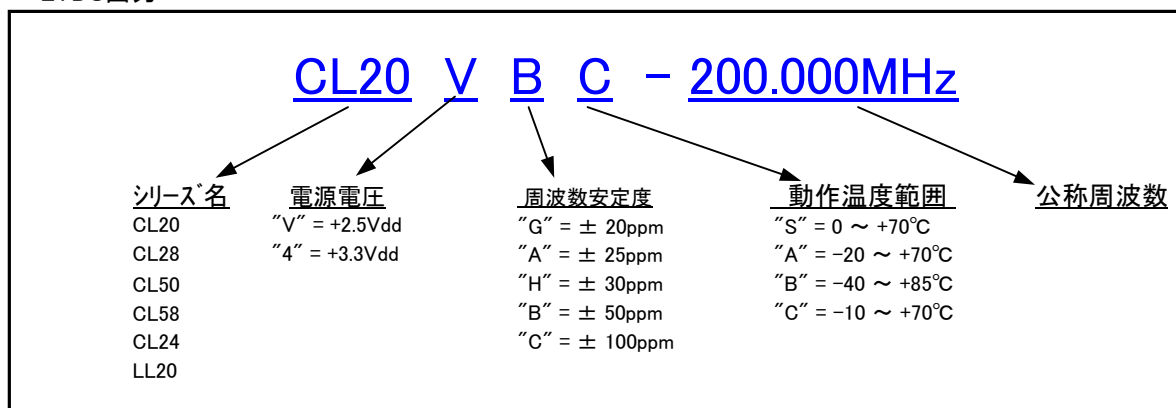 CL20 V B C - 200.000MHz
シリーズ名 電源電圧 周波数安定度 動作温度範囲 公称周波数
CL20 "V" = +2.5Vdd "G" = ± 20ppm "S" = 0 ～ +70℃
CL28 "4" = +3.3Vdd "A" = ± 25ppm "A" = -20 ～ +70℃
CL50 "H" = ± 30ppm "B" = -40 ～ +85℃
CL58 "B" = ± 50ppm "C" = -10 ～ +70℃
CL24 "C" = ± 100ppm
LL20